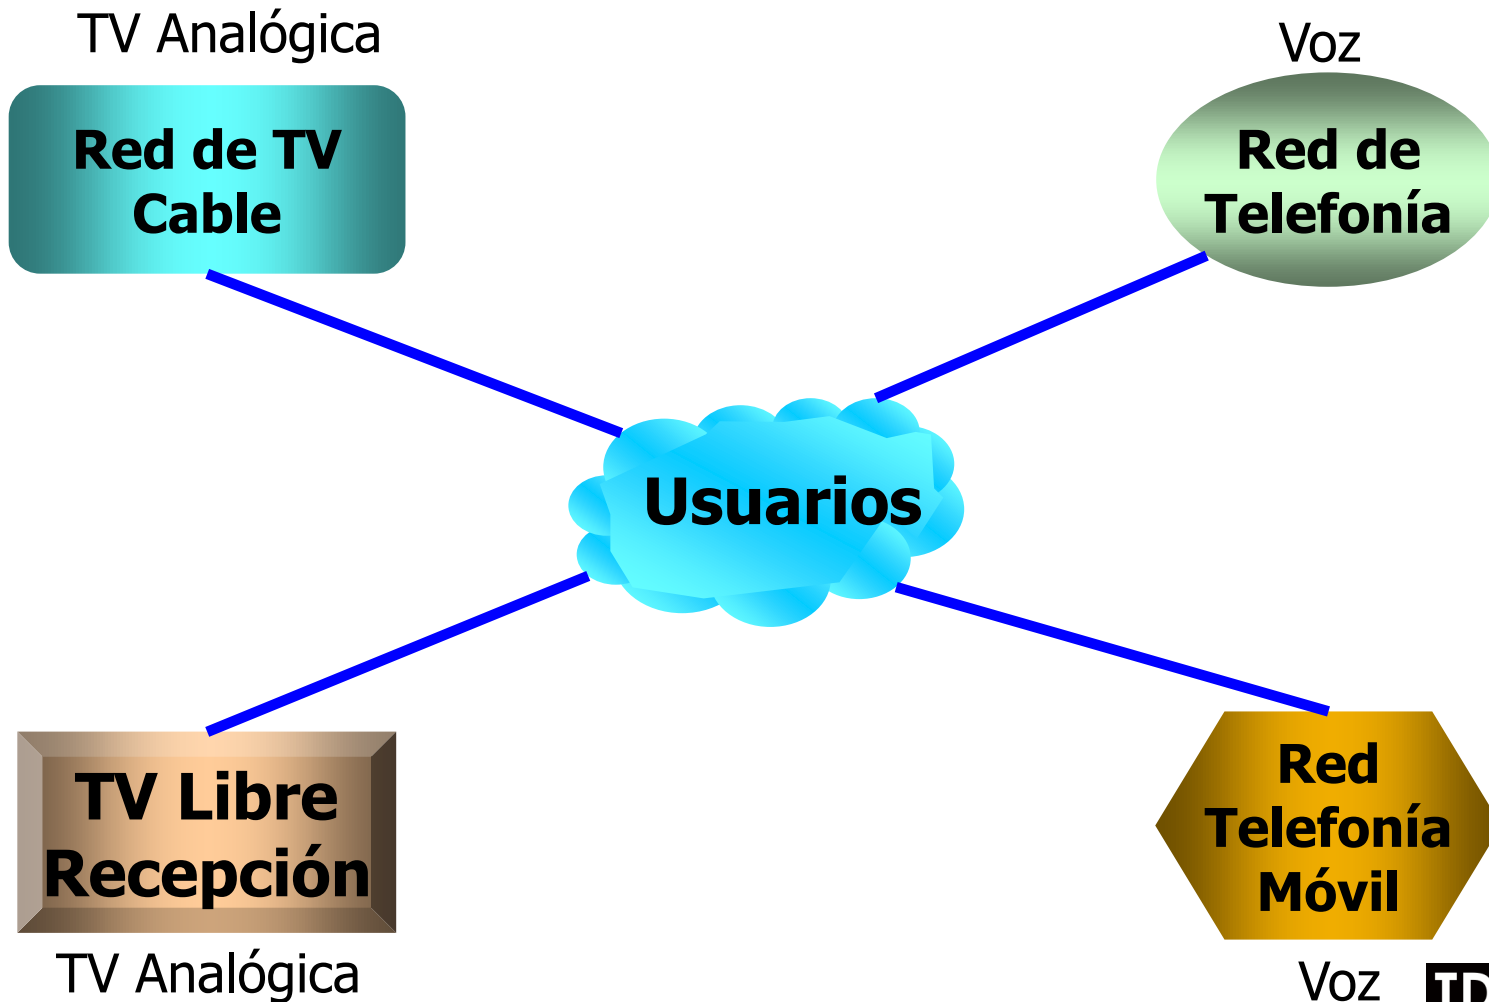 TV Analógica
Voz
Red de TV
Cable
Red de
Telefonía
Usuarios
TV Libre
Recepción
Red
Telefonía
Móvil
TV Analógica
Voz